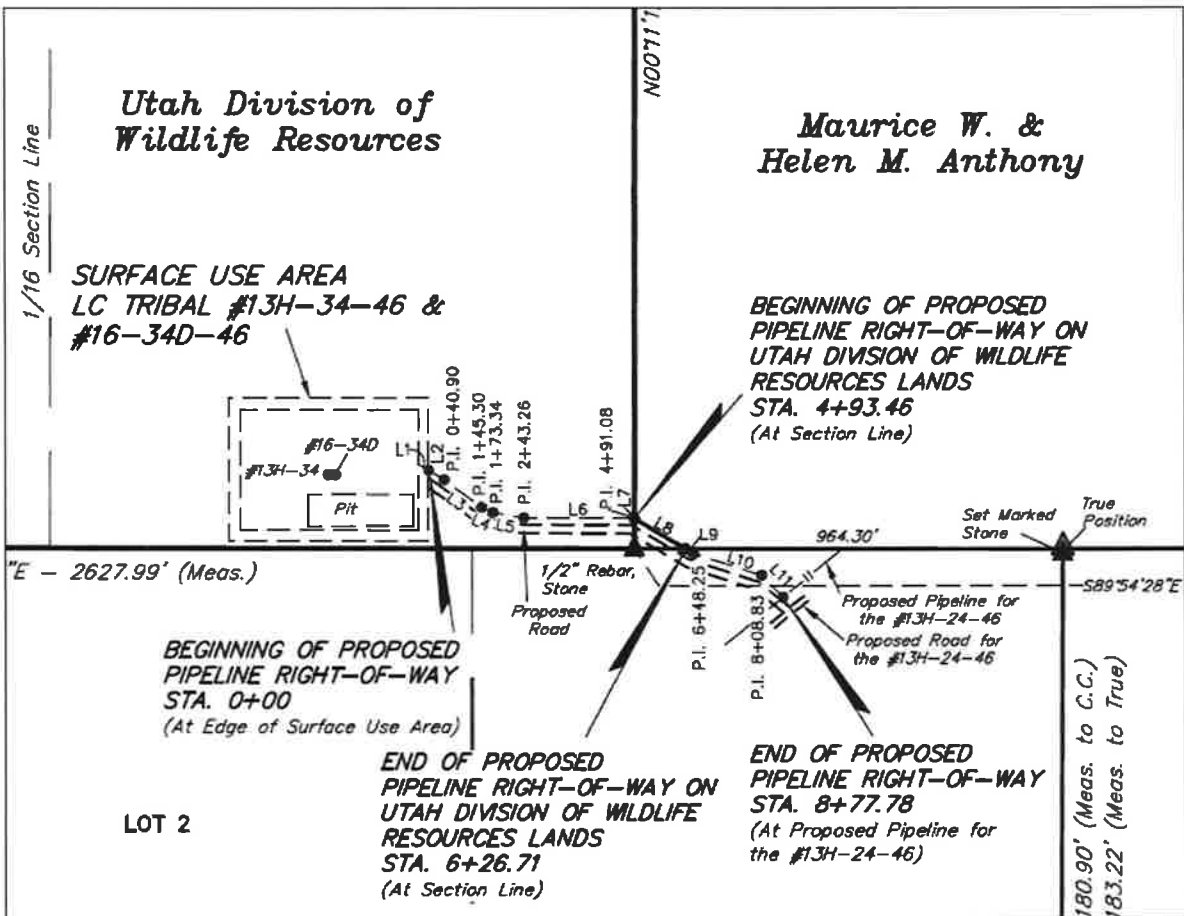 Utah Division of
Wildlife Resources
Maurice W. &
Helen M. Anthony
N00°11'1
1/16 Section Line
SURFACE USE AREA
LC TRIBAL #13H-34-46 &
#16-34D-46
BEGINNING OF PROPOSED
PIPELINE RIGHT-OF-WAY ON
UTAH DIVISION OF WILDLIFE
RESOURCES LANDS
STA. 4+93.46
(At Section Line)
#16-34D
#13H-34
Pit
L1
L2
P.I. 0+40.90
L3
P.I. 1+45.30
L4
P.I. 1+73.34
L5
P.I. 2+43.26
L6
P.I. 4+91.08
L7
L8
L9
L10
L11
964.30'
Set Marked
Stone
True
Position
"E - 2627.99' (Meas.)
1/2" Rebar,
Stone
Proposed
Road
P.I. 6+48.25
P.I. 8+08.83
S89°54'28"E
Proposed Pipeline for
the #13H-24-46
Proposed Road for
the #13H-24-46
BEGINNING OF PROPOSED
PIPELINE RIGHT-OF-WAY
STA. 0+00
(At Edge of Surface Use Area)
END OF PROPOSED
PIPELINE RIGHT-OF-WAY ON
UTAH DIVISION OF WILDLIFE
RESOURCES LANDS
STA. 6+26.71
(At Section Line)
END OF PROPOSED
PIPELINE RIGHT-OF-WAY
STA. 8+77.78
(At Proposed Pipeline for
the #13H-24-46)
LOT 2
180.90' (Meas. to C.C.)
183.22' (Meas. to True)